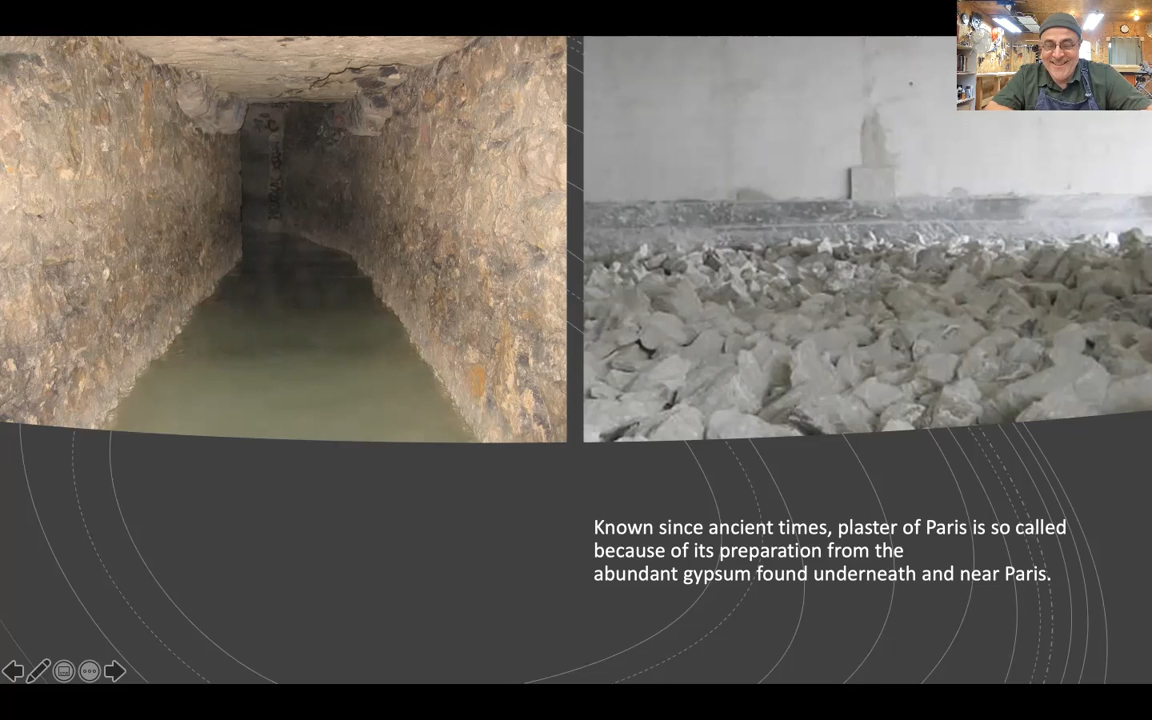 Known since ancient times, plaster of Paris is so called
because of its preparation from the
abundant gypsum found underneath and near Paris.